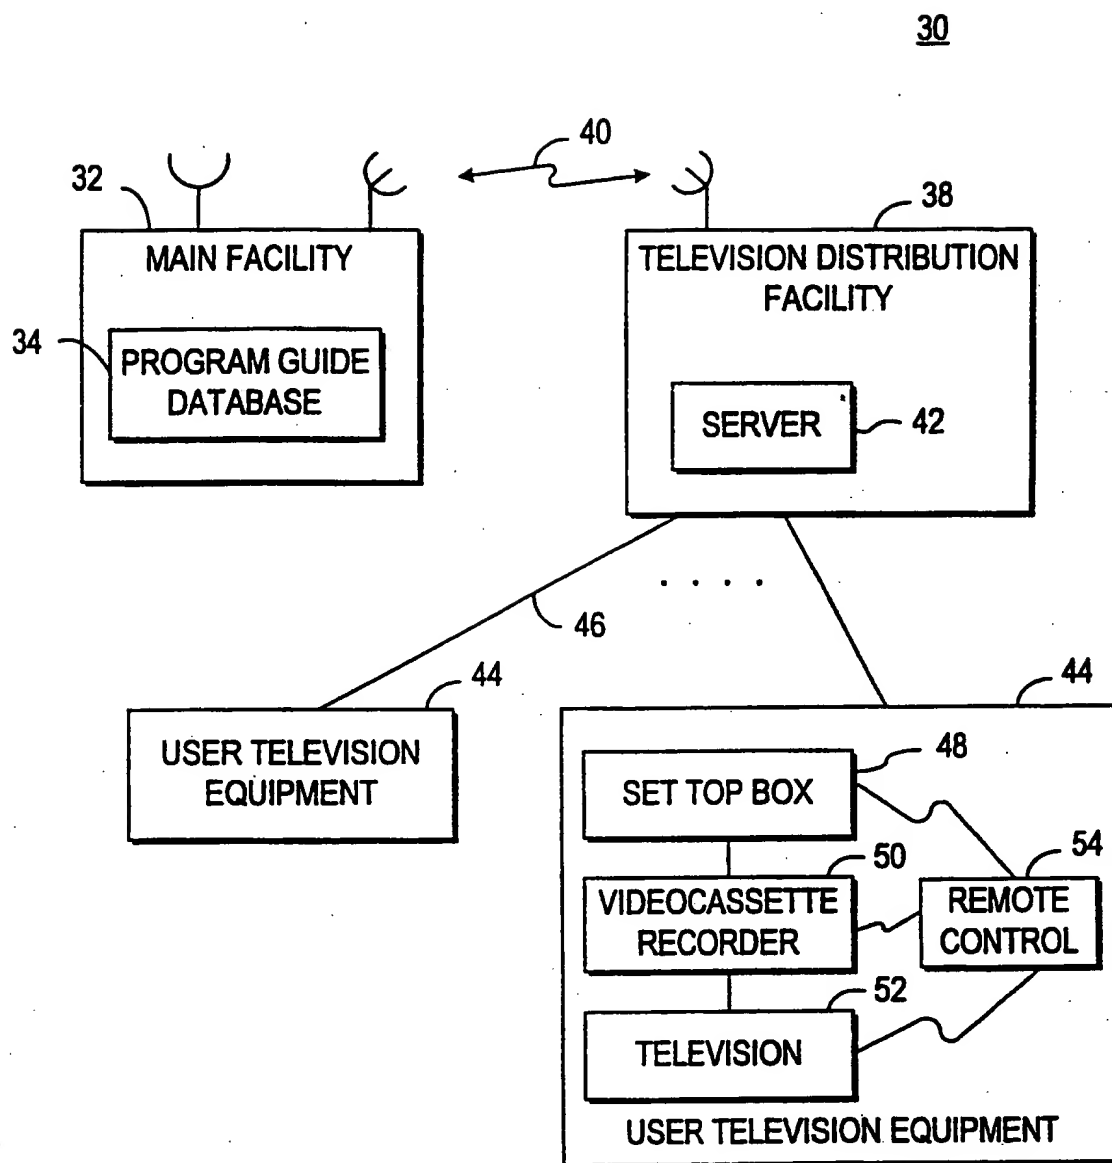 30
40
32
38
MAIN FACILITY
TELEVISION DISTRIBUTION
FACILITY
34
PROGRAM GUIDE
DATABASE
SERVER
42
46
44
44
USER TELEVISION
EQUIPMENT
48
SET TOP BOX
50
54
VIDEOCASSETTE
RECORDER
REMOTE
CONTROL
52
TELEVISION
USER TELEVISION EQUIPMENT